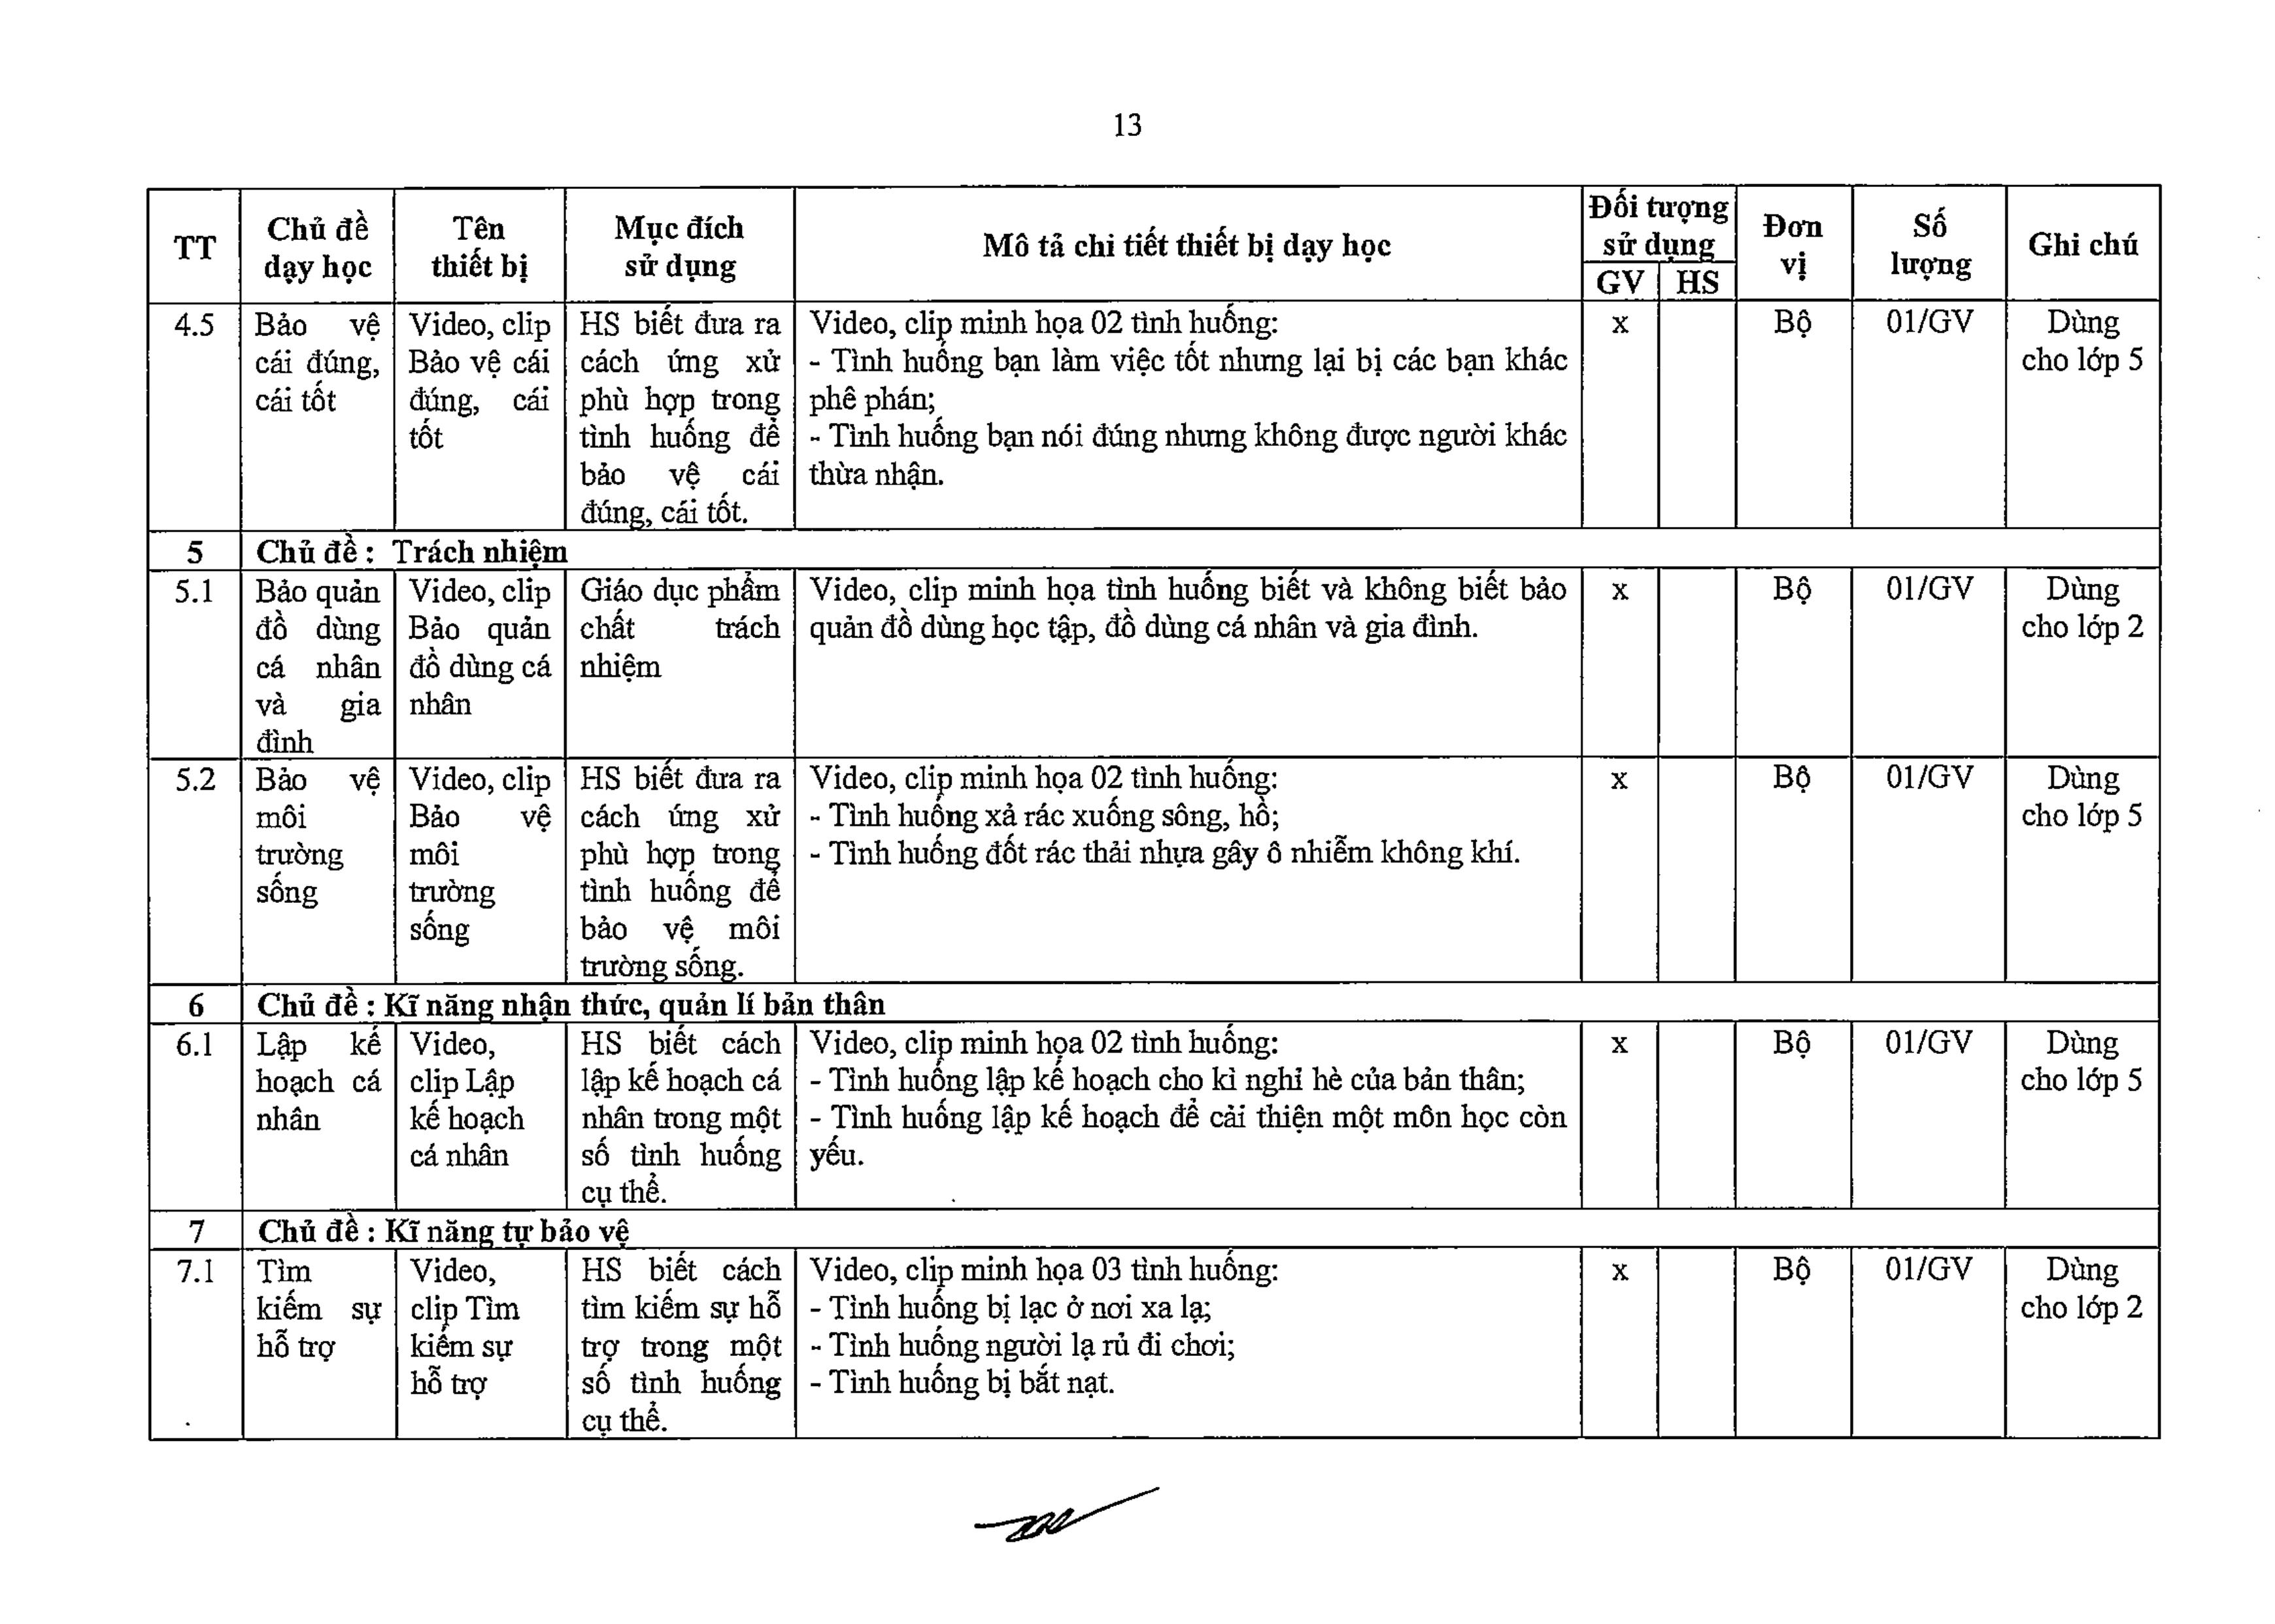 13
TT
Chủ đề
dạy học
Tên
thiết bị
Mục đích
sử dụng
Mô tả chi tiết thiết bị dạy học
Đối tượng
sử dụng
GV
HS
Đơn
vị
Số
lượng
Ghi chú
4.5
Bảo vệ
cái đúng,
cái tốt
Video, clip
Bảo vệ cái
đúng, cái
tốt
HS biết đưa ra
cách ứng xử
phù hợp trong
tình huống để
bảo vệ cái
đúng, cái tốt.
Video, clip minh họa 02 tình huống:
- Tình huống bạn làm việc tốt nhưng lại bị các bạn khác
phê phán;
- Tình huống bạn nói đúng nhưng không được người khác
thừa nhận.
x
Bộ
01/GV
Dùng
cho lớp 5
5
Chủ đề : Trách nhiệm
5.1
Bảo quản
đồ dùng
cá nhân
và gia
đình
Video, clip
Bảo quản
đồ dùng cá
nhân
Giáo dục phẩm
chất trách
nhiệm
Video, clip minh họa tình huống biết và không biết bảo
quản đồ dùng học tập, đồ dùng cá nhân và gia đình.
x
Bộ
01/GV
Dùng
cho lớp 2
5.2
Bảo vệ
môi
trường
sống
Video, clip
Bảo vệ
môi
trường
sống
HS biết đưa ra
cách ứng xử
phù hợp trong
tình huống để
bảo vệ môi
trường sống.
Video, clip minh họa 02 tình huống:
- Tình huống xả rác xuống sông, hồ;
- Tình huống đốt rác thải nhựa gây ô nhiễm không khí.
x
Bộ
01/GV
Dùng
cho lớp 5
6
Chủ đề : Kĩ năng nhận thức, quản lí bản thân
6.1
Lập kế
hoạch cá
nhân
Video,
clip Lập
kế hoạch
cá nhân
HS biết cách
lập kế hoạch cá
nhân trong một
số tình huống
cụ thể.
Video, clip minh họa 02 tình huống:
- Tình huống lập kế hoạch cho kì nghỉ hè của bản thân;
- Tình huống lập kế hoạch để cải thiện một môn học còn
yếu.
x
Bộ
01/GV
Dùng
cho lớp 5
7
Chủ đề : Kĩ năng tự bảo vệ
7.1
Tìm
kiếm sự
hỗ trợ
Video,
clip Tìm
kiếm sự
hỗ trợ
HS biết cách
tìm kiếm sự hỗ
trợ trong một
số tình huống
cụ thể.
Video, clip minh họa 03 tình huống:
- Tình huống bị lạc ở nơi xa lạ;
- Tình huống người lạ rủ đi chơi;
- Tình huống bị bắt nạt.
x
Bộ
01/GV
Dùng
cho lớp 2